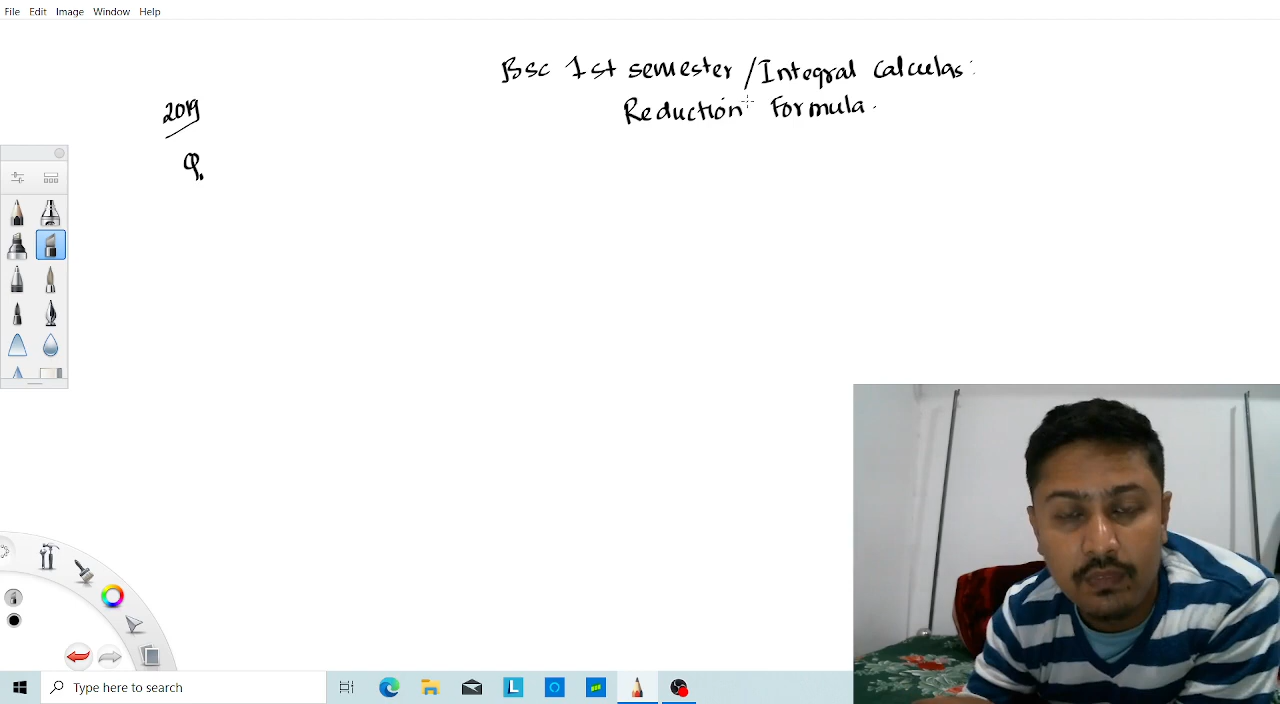 File Edit Image Window Help
Bsc 1st semester / Integral Calculas:
Reduction Formula.
2019
Q.
Type here to search